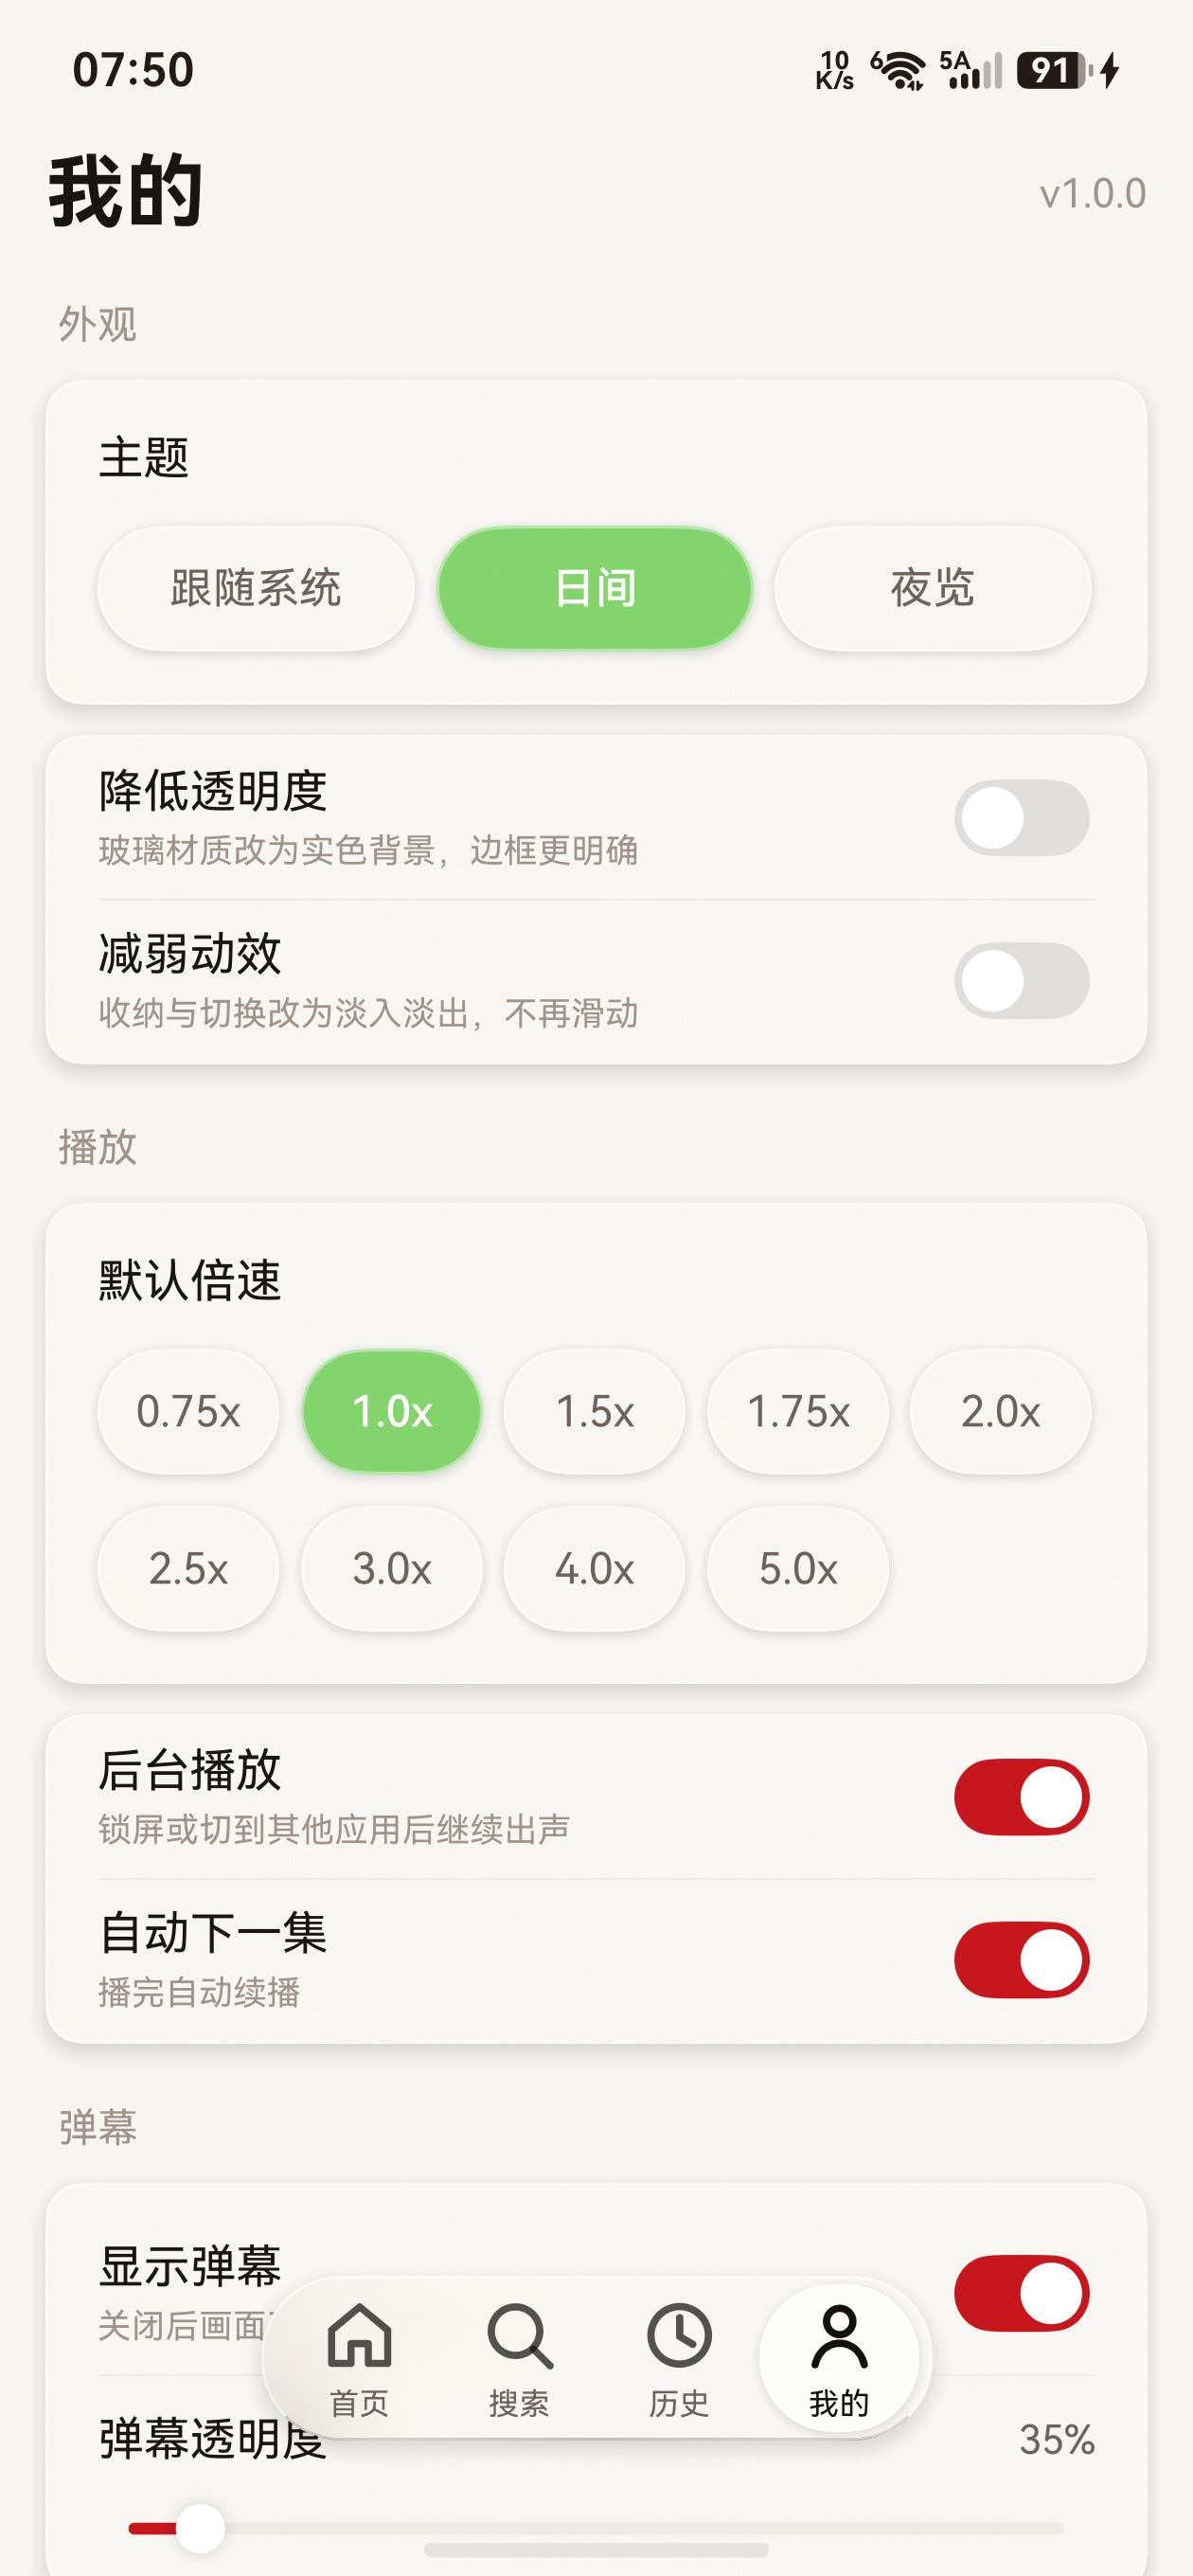 07:50
10
K/s
6
5A
91
我的
v1.0.0
外观
主题
跟随系统
日间
夜览
降低透明度
玻璃材质改为实色背景，边框更明确
减弱动效
收纳与切换改为淡入淡出，不再滑动
播放
默认倍速
0.75x
1.0x
1.5x
1.75x
2.0x
2.5x
3.0x
4.0x
5.0x
后台播放
锁屏或切到其他应用后继续出声
自动下一集
播完自动续播
弹幕
显示弹幕
关闭后画面
首页
搜索
历史
我的
弹幕透明度
35%